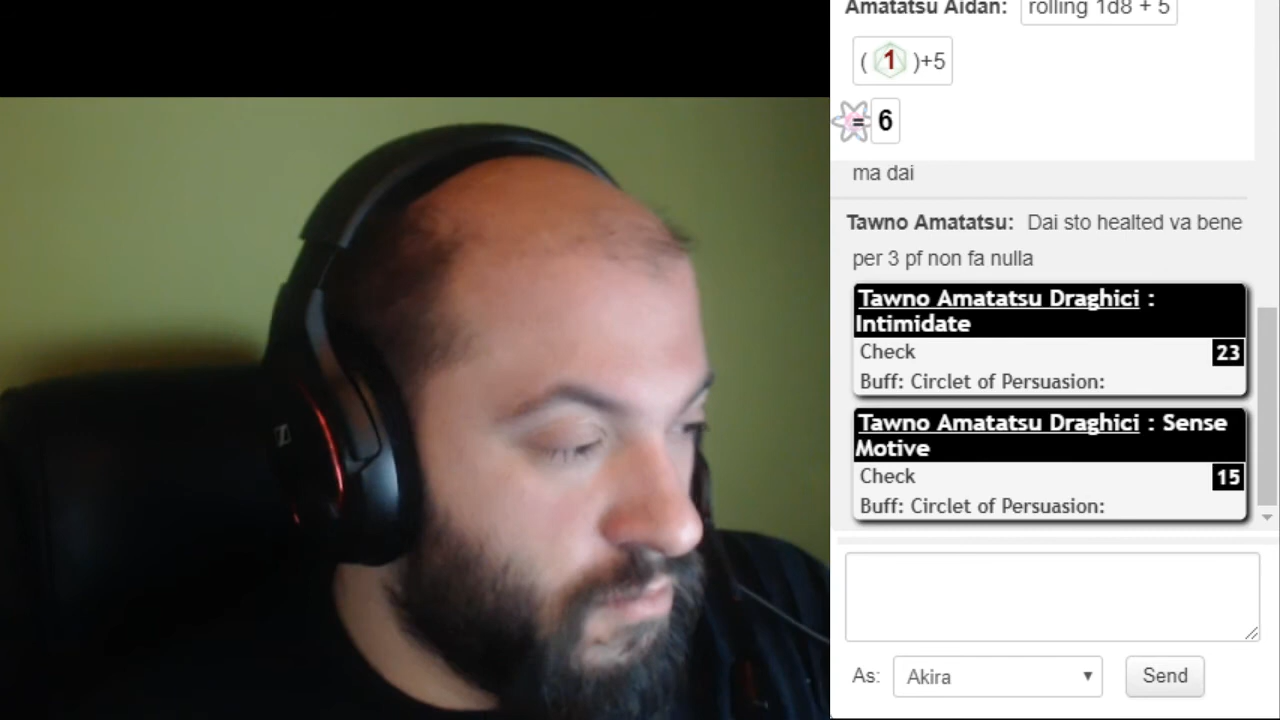 Amatatsu Aidan: rolling 1d8 + 5
( 1 )+5
= 6
ma dai
Tawno Amatatsu: Dai sto healted va bene
per 3 pf non fa nulla
Tawno Amatatsu Draghici :
Intimidate
Check 23
Buff: Circlet of Persuasion:
Tawno Amatatsu Draghici : Sense
Motive
Check 15
Buff: Circlet of Persuasion:
As: Akira Send